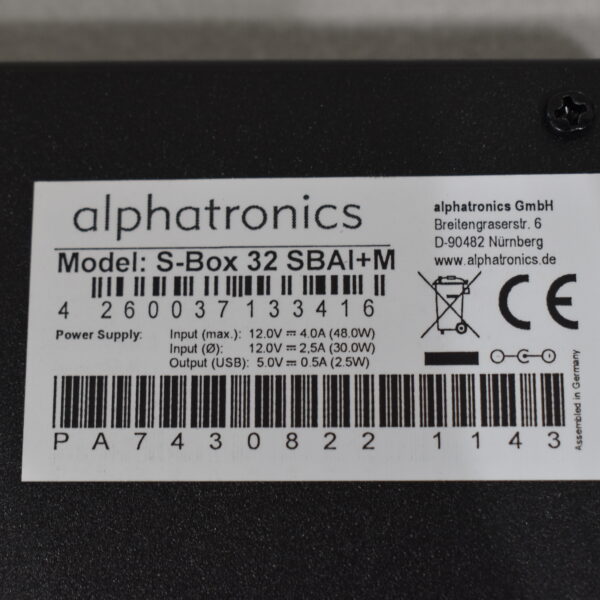 alphatronics
Model: S-Box 32 SBAI+M
4 260037133416
Power Supply: Input (max.): 12.0V ⎓ 4.0A (48.0W)
Input (Ø): 12.0V ⎓ 2,5A (30.0W)
Output (USB): 5.0V ⎓ 0.5A (2.5W)
alphatronics GmbH
Breitengraserstr. 6
D-90482 Nürnberg
www.alphatronics.de
CE
PA7430822 1143
Assembled in Germany